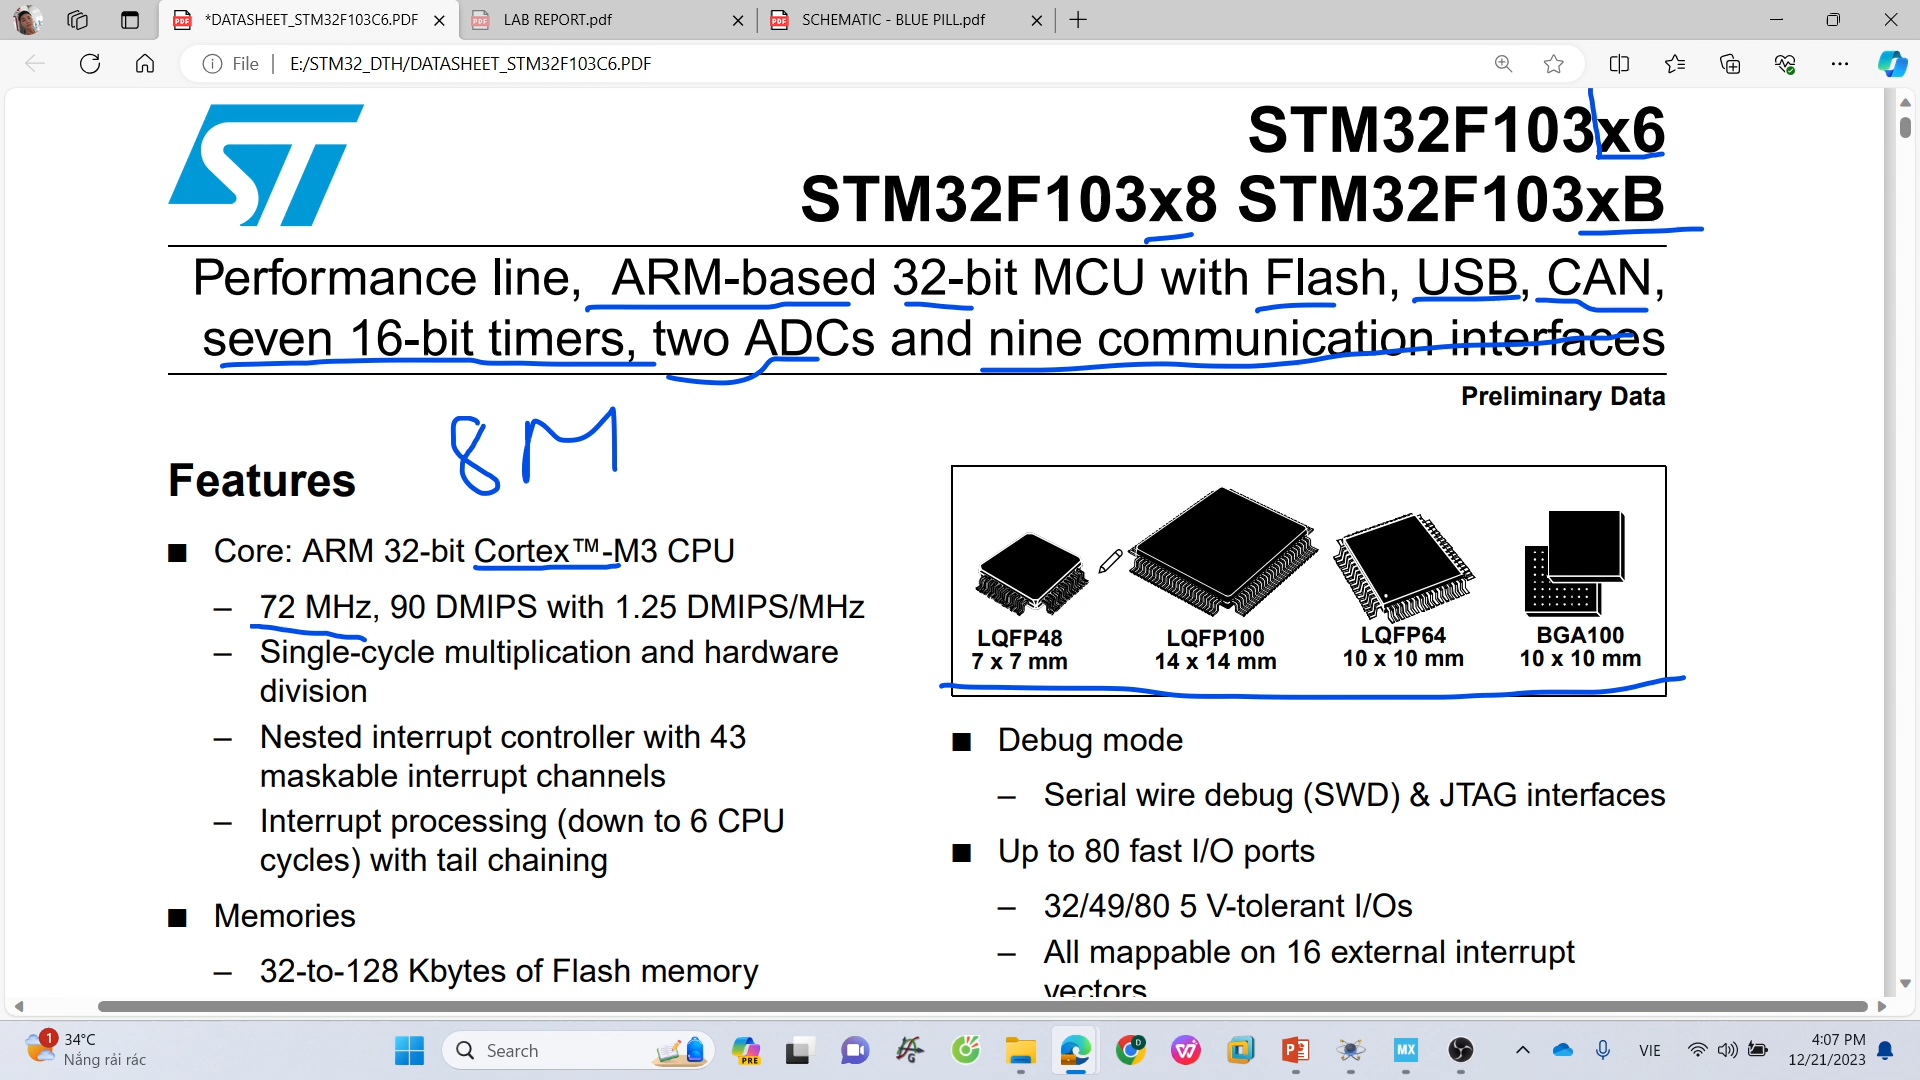 *DATASHEET_STM32F103C6.PDF
LAB REPORT.pdf
SCHEMATIC - BLUE PILL.pdf
File
E:/STM32_DTH/DATASHEET_STM32F103C6.PDF
ST
STM32F103x6
STM32F103x8 STM32F103xB
Performance line, ARM-based 32-bit MCU with Flash, USB, CAN,
seven 16-bit timers, two ADCs and nine communication interfaces
Preliminary Data
8M
Features
■ Core: ARM 32-bit Cortex™-M3 CPU
– 72 MHz, 90 DMIPS with 1.25 DMIPS/MHz
– Single-cycle multiplication and hardware
division
– Nested interrupt controller with 43
maskable interrupt channels
– Interrupt processing (down to 6 CPU
cycles) with tail chaining
■ Memories
– 32-to-128 Kbytes of Flash memory
LQFP48
7 x 7 mm
LQFP100
14 x 14 mm
LQFP64
10 x 10 mm
BGA100
10 x 10 mm
■ Debug mode
– Serial wire debug (SWD) & JTAG interfaces
■ Up to 80 fast I/O ports
– 32/49/80 5 V-tolerant I/Os
– All mappable on 16 external interrupt
vectors
1
34°C
Nắng rải rác
Search
PRE
MX
VIE
4:07 PM
12/21/2023